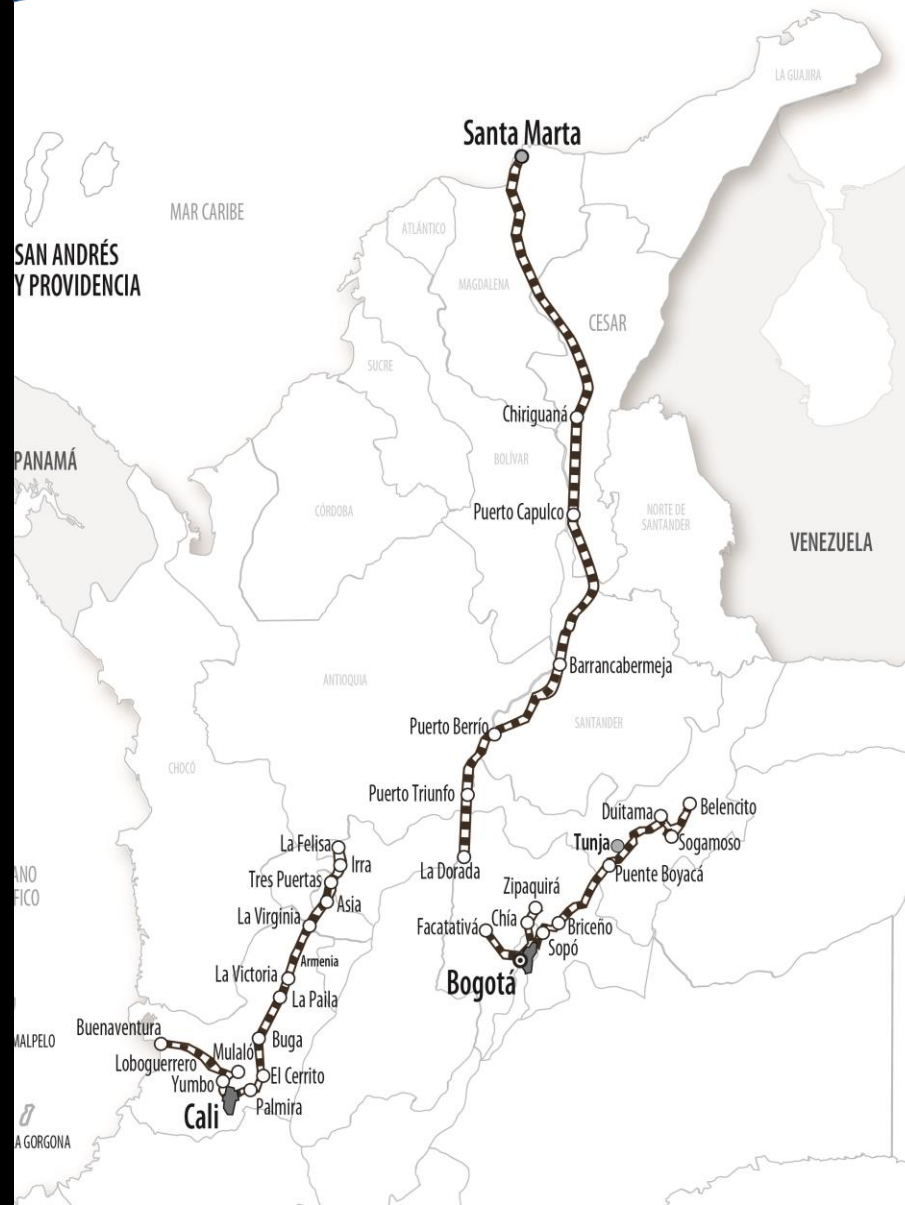 LA GUAJIRA
Santa Marta
MAR CARIBE
ATLÁNTICO
SAN ANDRÉS
Y PROVIDENCIA
MAGDALENA
CESAR
SUCRE
Chiriguaná
PANAMÁ
BOLÍVAR
CÓRDOBA
Puerto Capulco
NORTE DE
SANTANDER
VENEZUELA
Barrancabermeja
ANTIOQUIA
Puerto Berrío
SANTANDER
CHOCÓ
Puerto Triunfo
Duitama
Belencito
La Felisa
Tunja
Sogamoso
Irra
La Dorada
Puente Boyacá
ANO
FICO
Tres Puertas
Zipaquirá
Asia
Chía
La Virginia
Facatativá
Briceño
Sopó
Armenia
La Victoria
Bogotá
La Paila
Buenaventura
Buga
MALPELO
Mulaló
Loboguerrero
El Cerrito
Yumbo
Palmira
Cali
A GORGONA